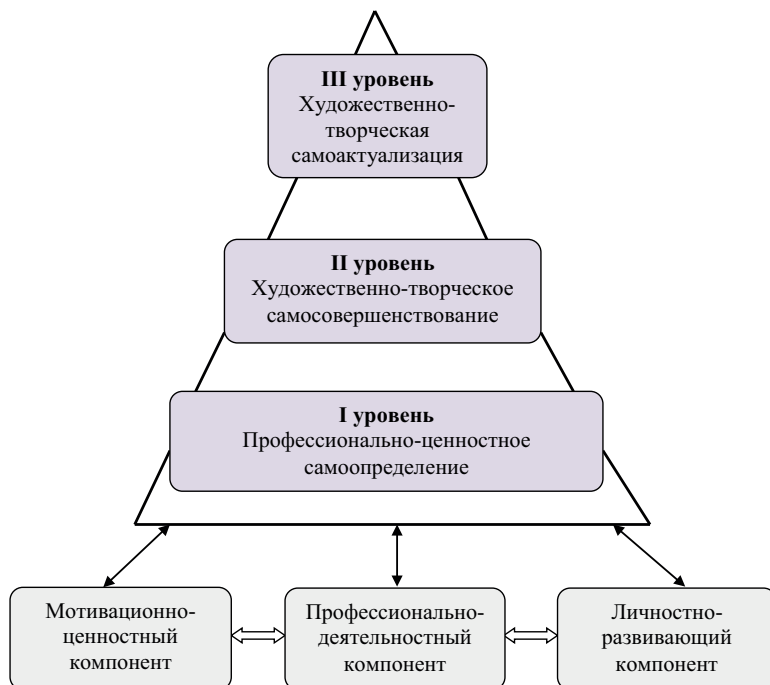 III уровень
Художественно-
творческая
самоактуализация
II уровень
Художественно-творческое
самосовершенствование
I уровень
Профессионально-ценностное
самоопределение
Мотивационно-
ценностный
компонент
Профессионально-
деятельностный
компонент
Личностно-
развивающий
компонент